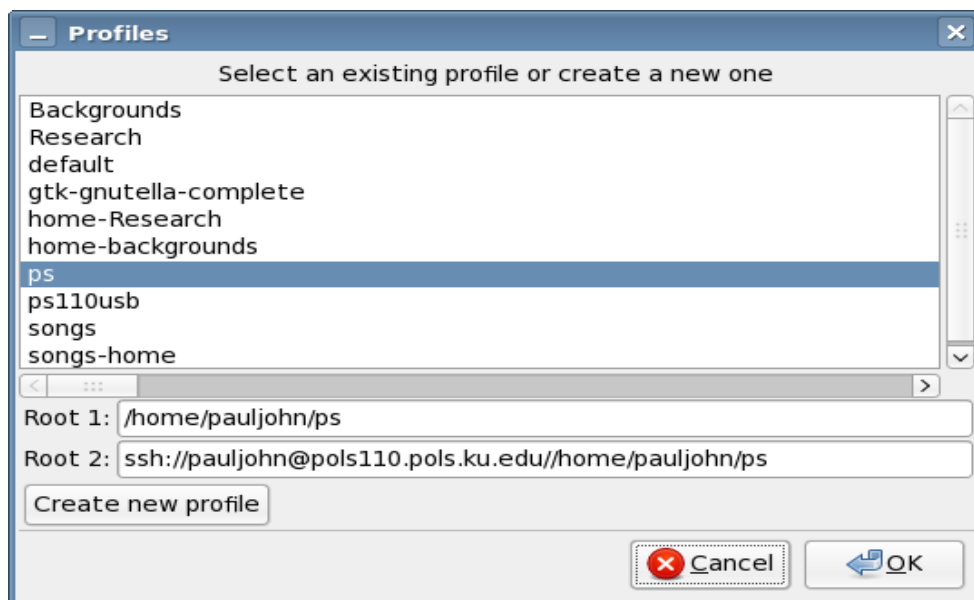 Profiles
Select an existing profile or create a new one
Backgrounds
Research
default
gtk-gnutella-complete
home-Research
home-backgrounds
ps
ps110usb
songs
songs-home
Root 1: /home/pauljohn/ps
Root 2: ssh://pauljohn@pols110.pols.ku.edu//home/pauljohn/ps
Create new profile
Cancel OK